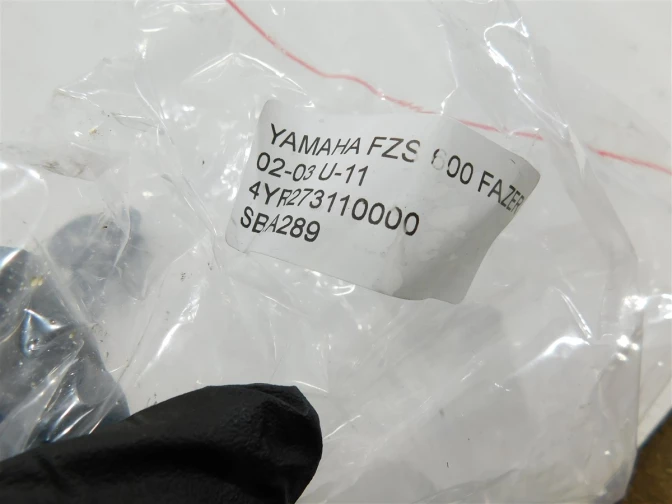 YAMAHA FZS 600 FAZER
02-03 U-11
4YR273110000
SBA289